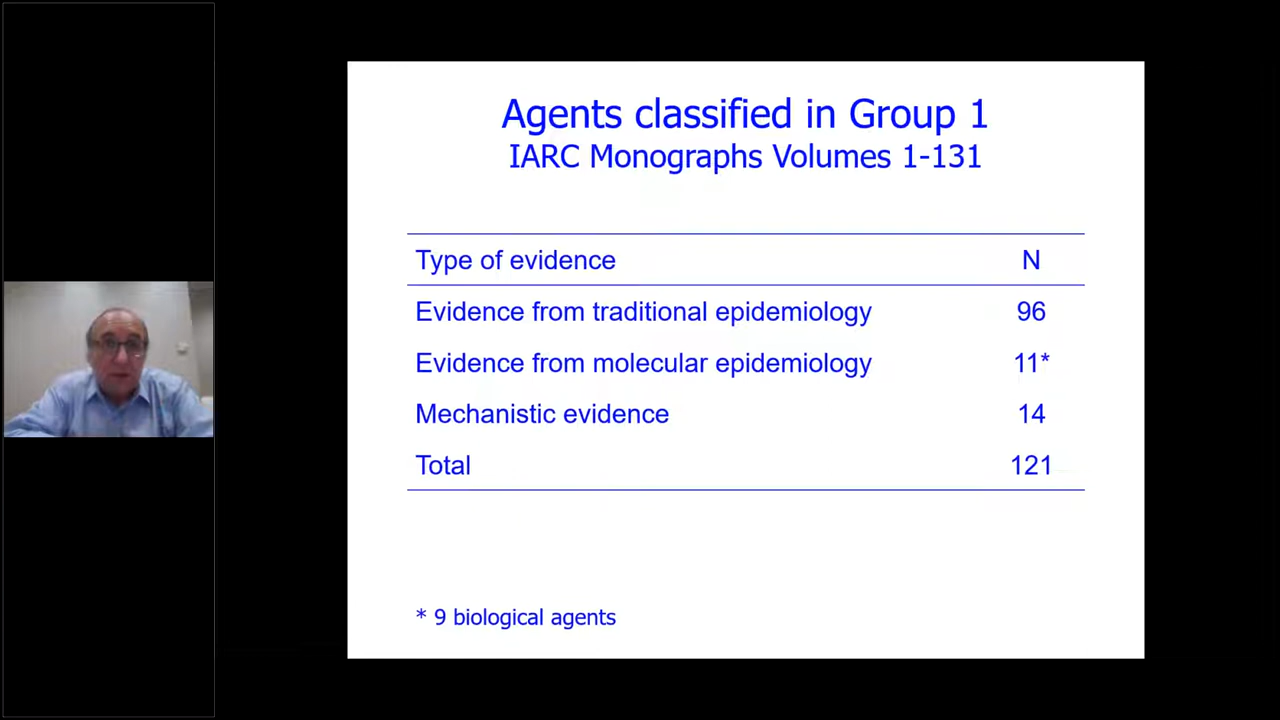 Agents classified in Group 1
IARC Monographs Volumes 1-131
Type of evidence N
Evidence from traditional epidemiology 96
Evidence from molecular epidemiology 11*
Mechanistic evidence 14
Total 121
* 9 biological agents